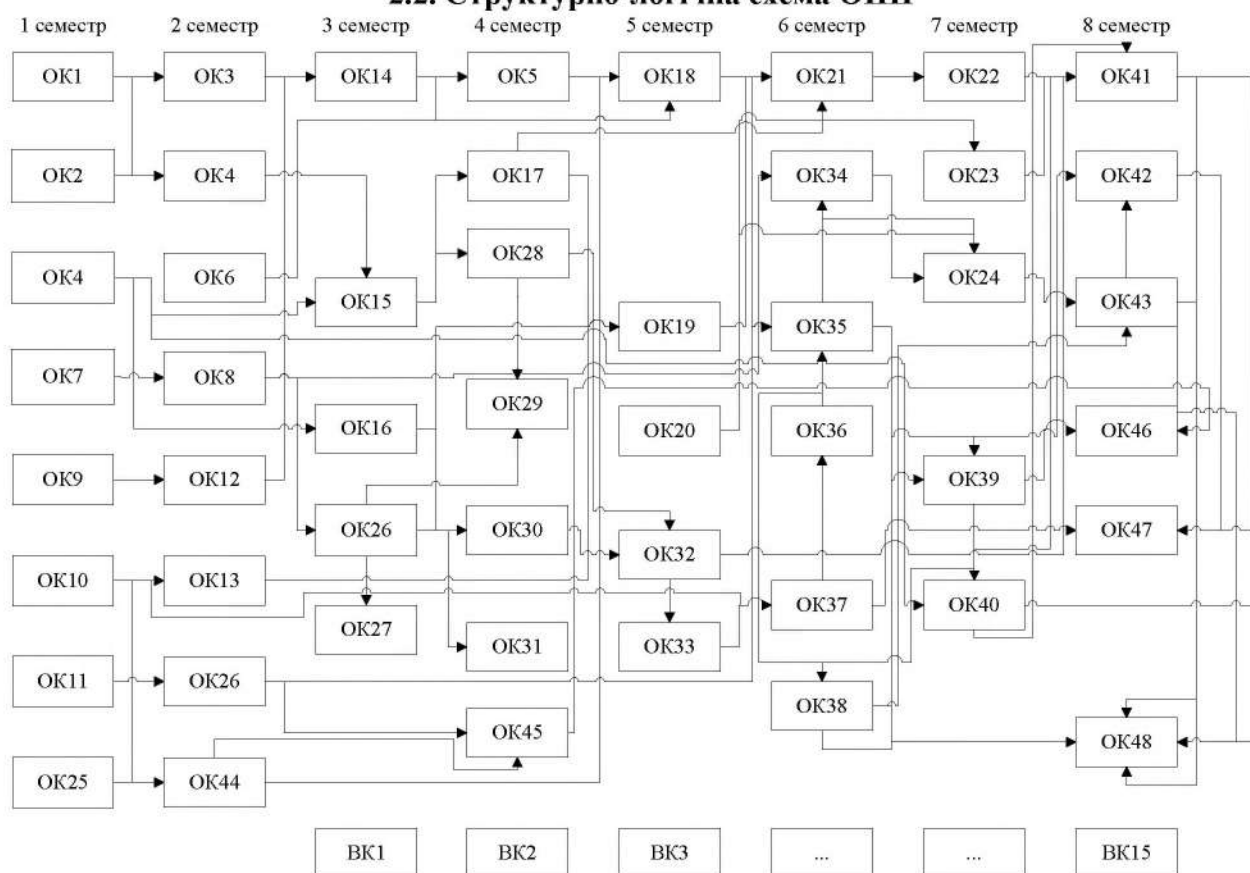 2.2. Структурно-логічна схема ОПП
1 семестр 2 семестр 3 семестр 4 семестр 5 семестр 6 семестр 7 семестр 8 семестр
ОК1 ОК3 ОК14 ОК5 ОК18 ОК21 ОК22 ОК41
ОК2 ОК4 ОК17 ОК34 ОК23 ОК42
ОК28
ОК4 ОК6 ОК15 ОК24 ОК43
ОК19 ОК35
ОК7 ОК8
ОК29
ОК16 ОК20 ОК36 ОК46
ОК9 ОК12 ОК39
ОК26 ОК30 ОК47
ОК32
ОК10 ОК13
ОК37 ОК40
ОК27 ОК31 ОК33
ОК11 ОК26
ОК38
ОК45 ОК48
ОК25 ОК44
ВК1 ВК2 ВК3 ... ... ВК15